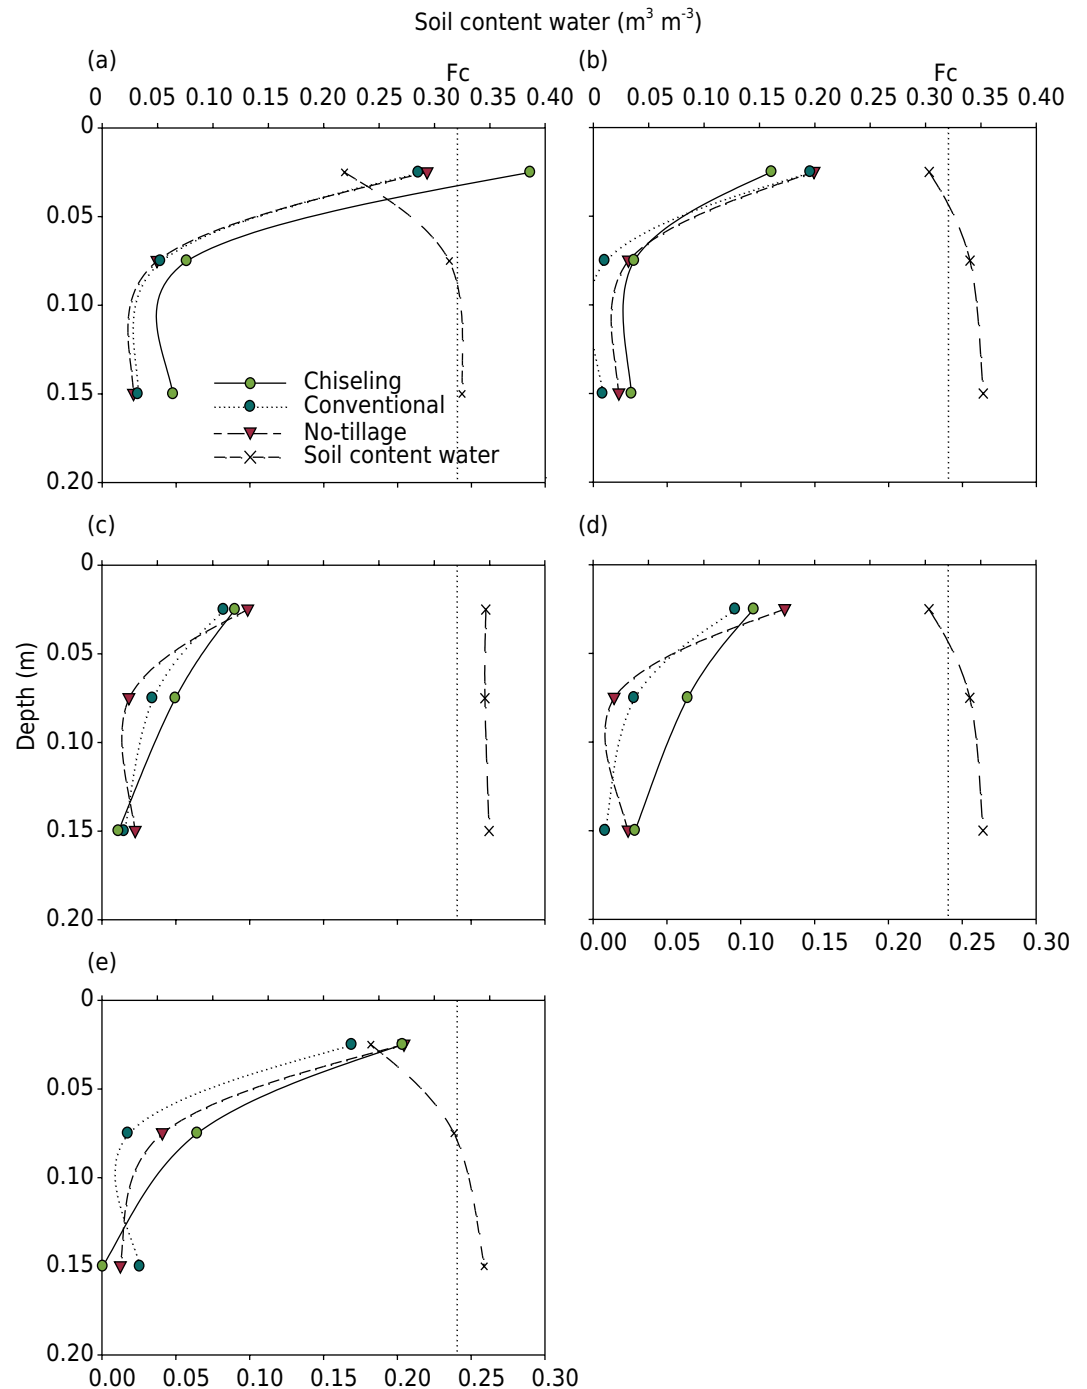 Soil content water (m³ m⁻³)
(a) (b)
Fc Fc
0 0.05 0.10 0.15 0.20 0.25 0.30 0.35 0.40 0 0.05 0.10 0.15 0.20 0.25 0.30 0.35 0.40
0
0.05
0.10
0.15
0.20
Chiseling
Conventional
No-tillage
Soil content water
(c) (d)
0
0.05
0.10
0.15
0.20
Depth (m)
0.00 0.05 0.10 0.15 0.20 0.25 0.30
(e)
0
0.05
0.10
0.15
0.20
0.00 0.05 0.10 0.15 0.20 0.25 0.30